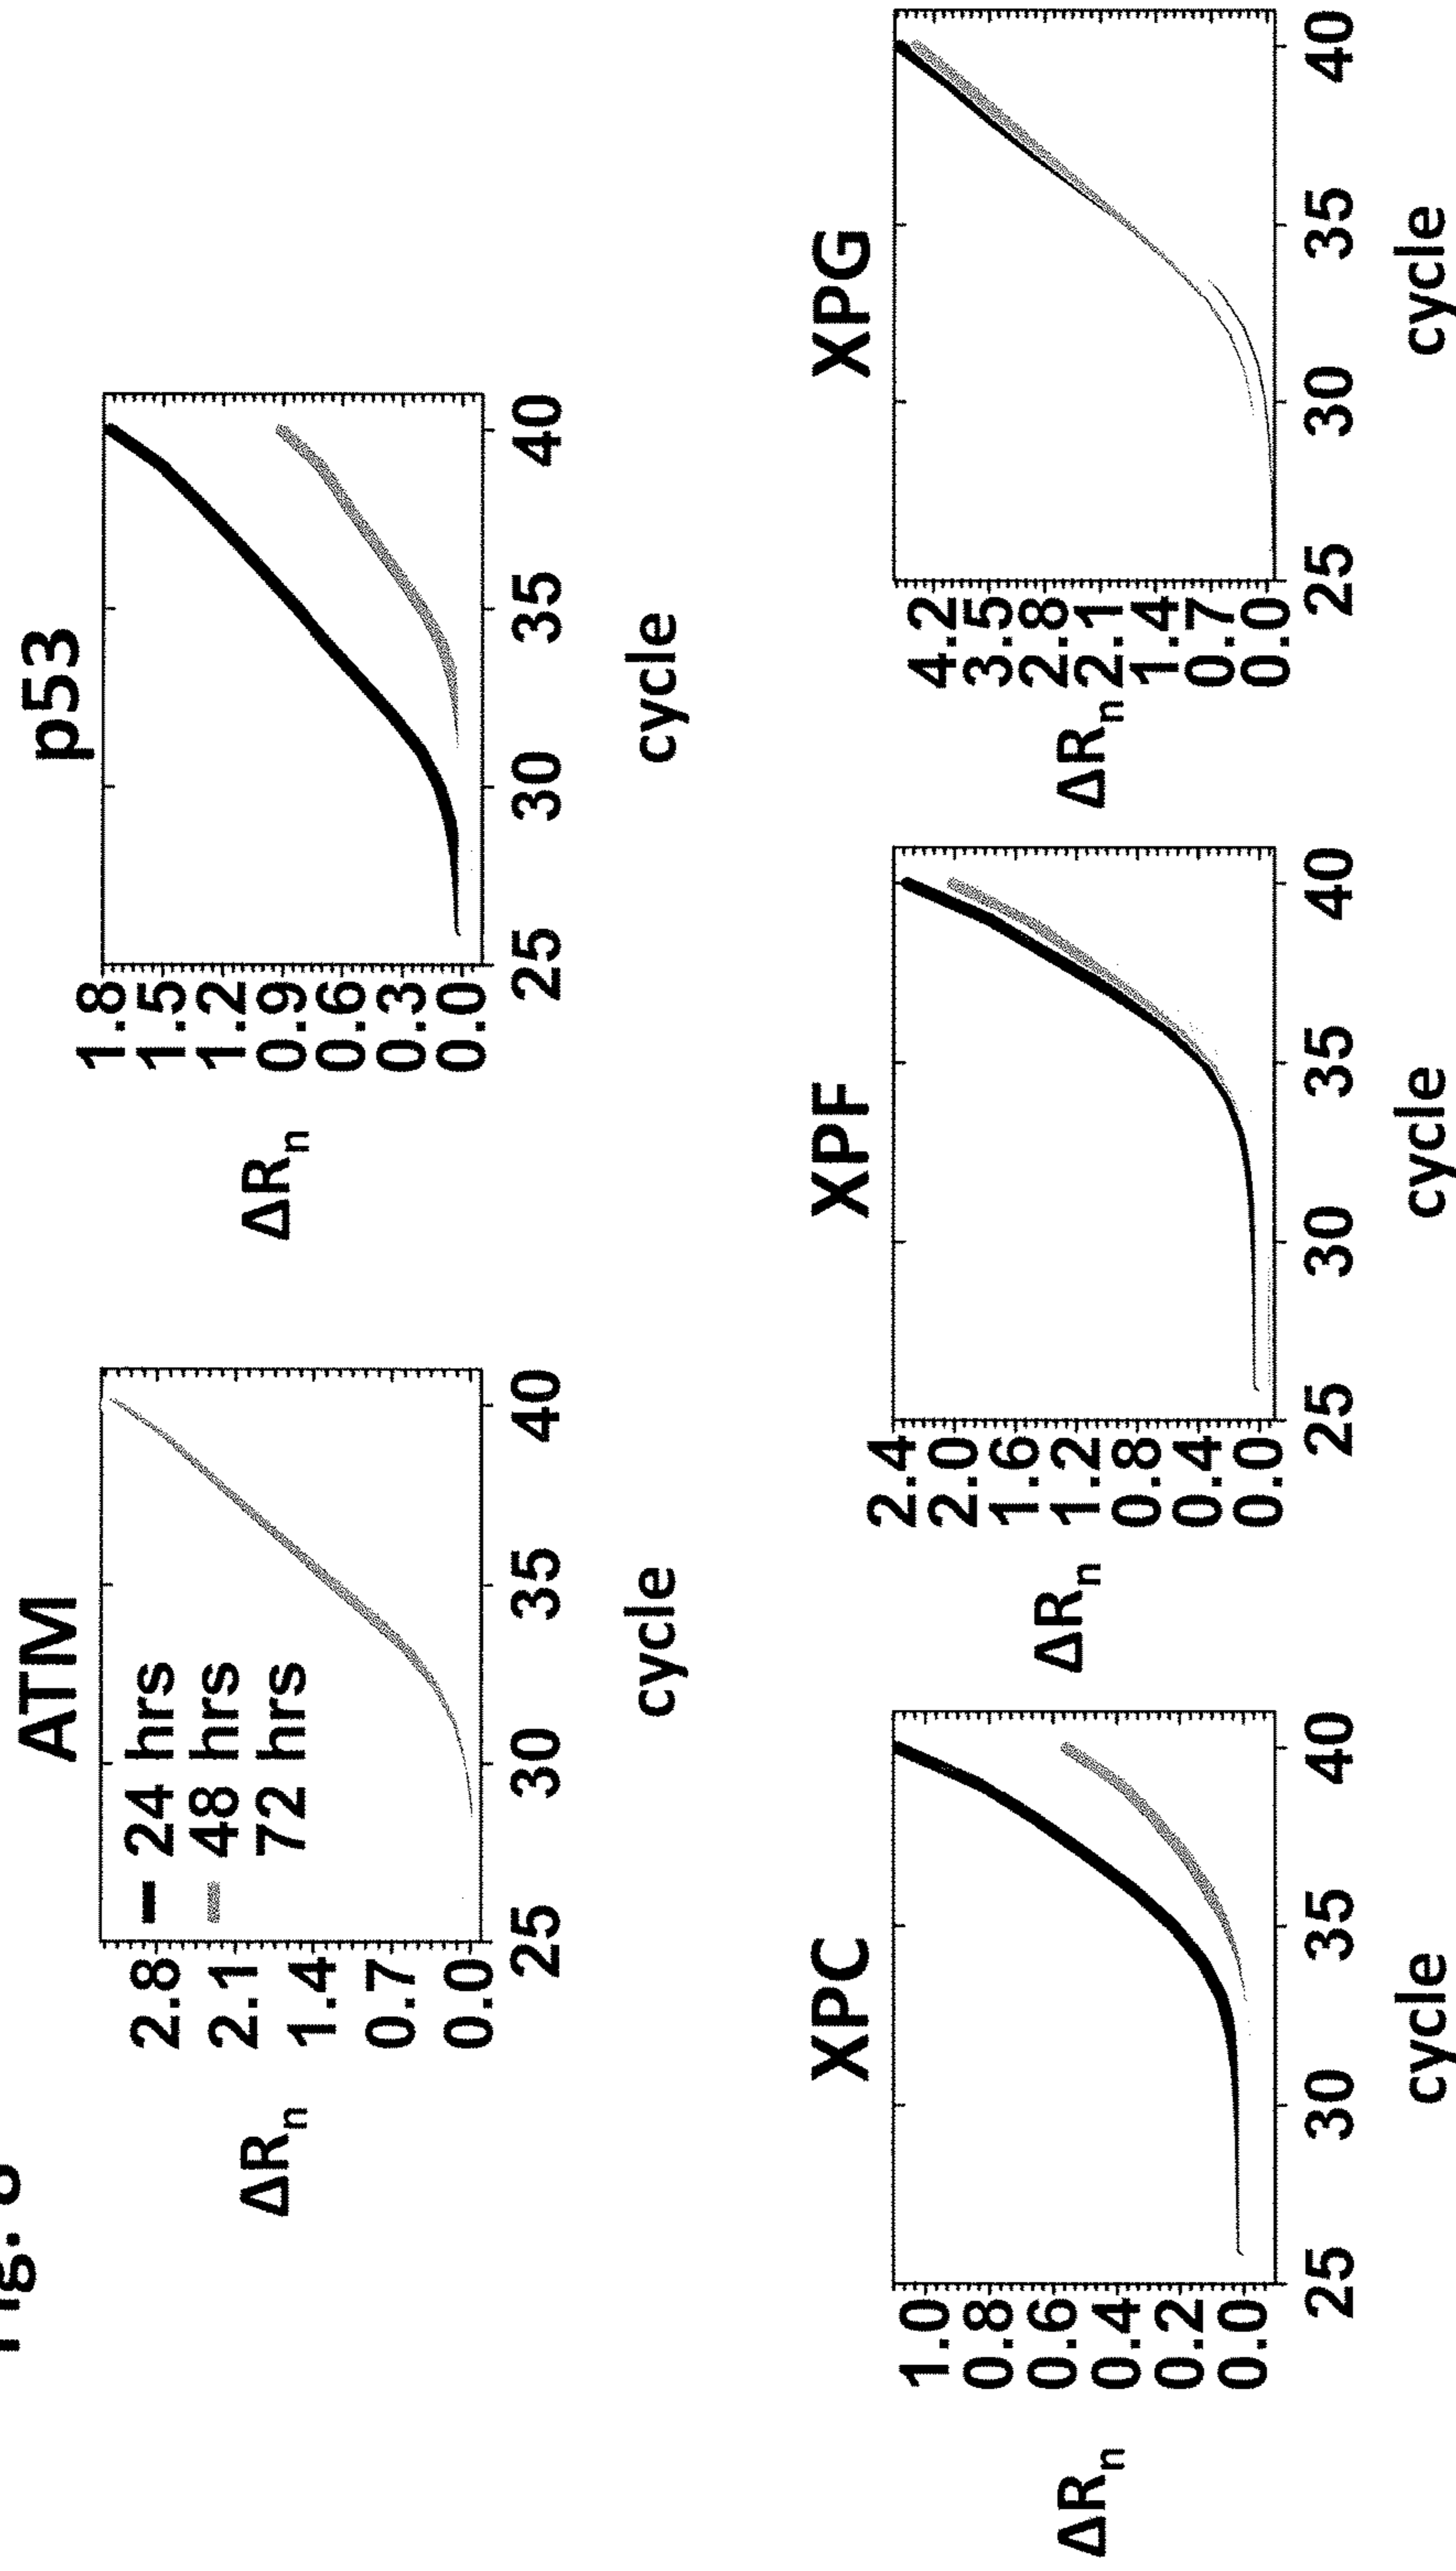 ATM
24 hrs
48 hrs
72 hrs
2.8
2.1
1.4
0.7
0.0
ΔRn
25 30 35 40
cycle
p53
1.8
1.5
1.2
0.9
0.6
0.3
0.0
ΔRn
25 30 35 40
cycle
XPC
1.0
0.8
0.6
0.4
0.2
0.0
ΔRn
25 30 35 40
cycle
XPF
2.4
2.0
1.6
1.2
0.8
0.4
0.0
ΔRn
25 30 35 40
cycle
XPG
4.2
3.5
2.8
2.1
1.4
0.7
0.0
ΔRn
25 30 35 40
cycle